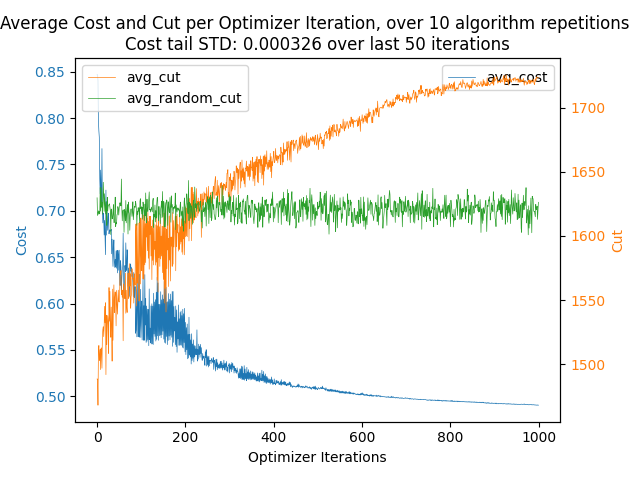 Average Cost and Cut per Optimizer Iteration, over 10 algorithm repetitions
Cost tail STD: 0.000326 over last 50 iterations
avg_cut
avg_random_cut
avg_cost
0.85
0.80
0.75
0.70
0.65
0.60
0.55
0.50
Cost
1700
1650
1600
1550
1500
Cut
0 200 400 600 800 1000
Optimizer Iterations